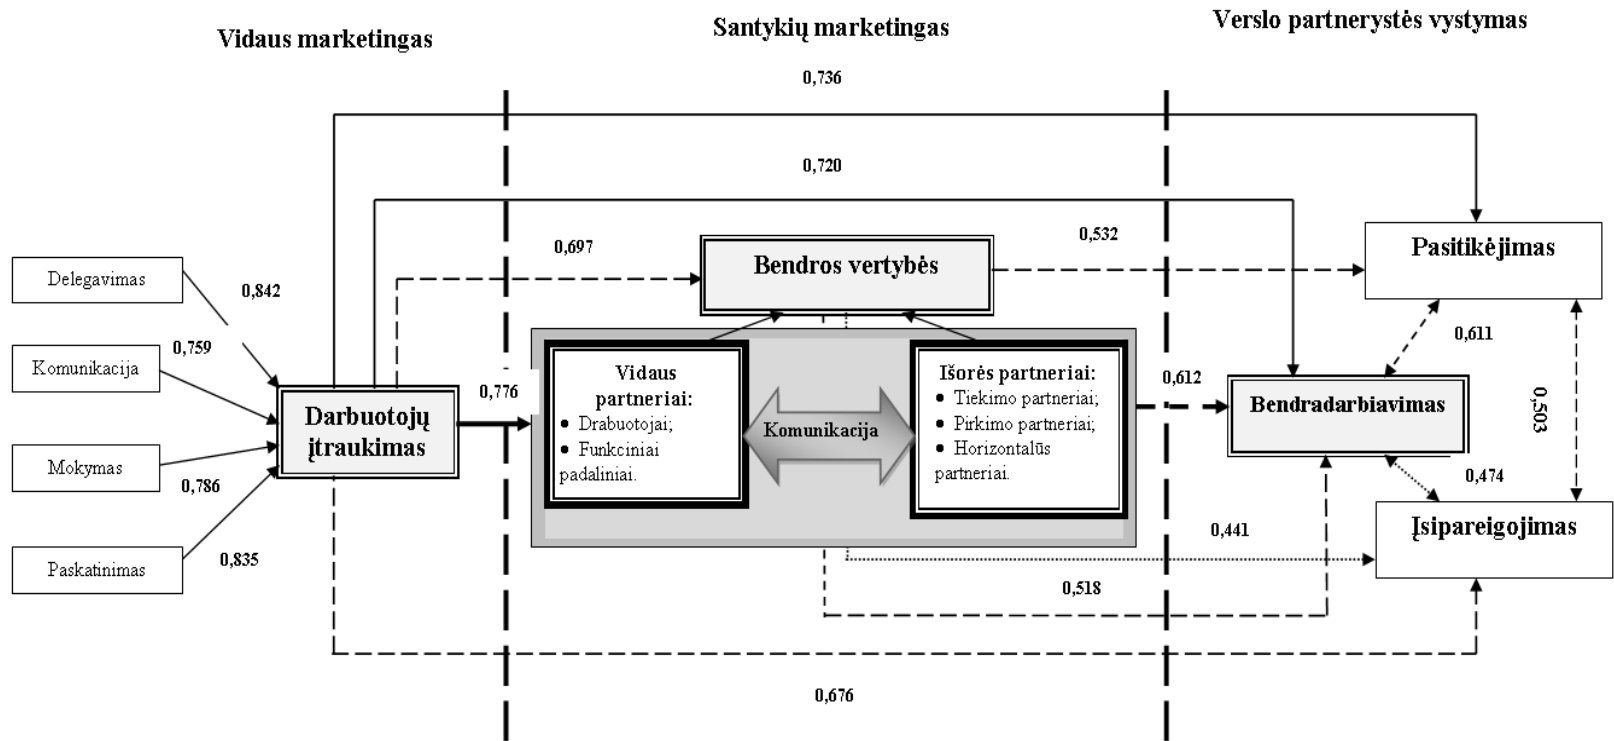 Vidaus marketingas
Santykių marketingas
Verslo partnerystės vystymas
0,736
0,720
0,697
0,532
Bendros vertybės
Pasitikėjimas
Delegavimas
0,842
0,611
Komunikacija
0,759
0,776
Vidaus
partneriai:
● Drabuotojai;
● Funkciniai
padaliniai.
Komunikacija
Išorės partneriai:
● Tiekimo partneriai;
● Pirkimo partneriai;
● Horizontalūs
partneriai.
0,612
Darbuotojų
įtraukimas
Bendradarbiavimas
0,503
Mokymas
0,786
0,474
0,441
Įsipareigojimas
Paskatinimas
0,835
0,518
0,676